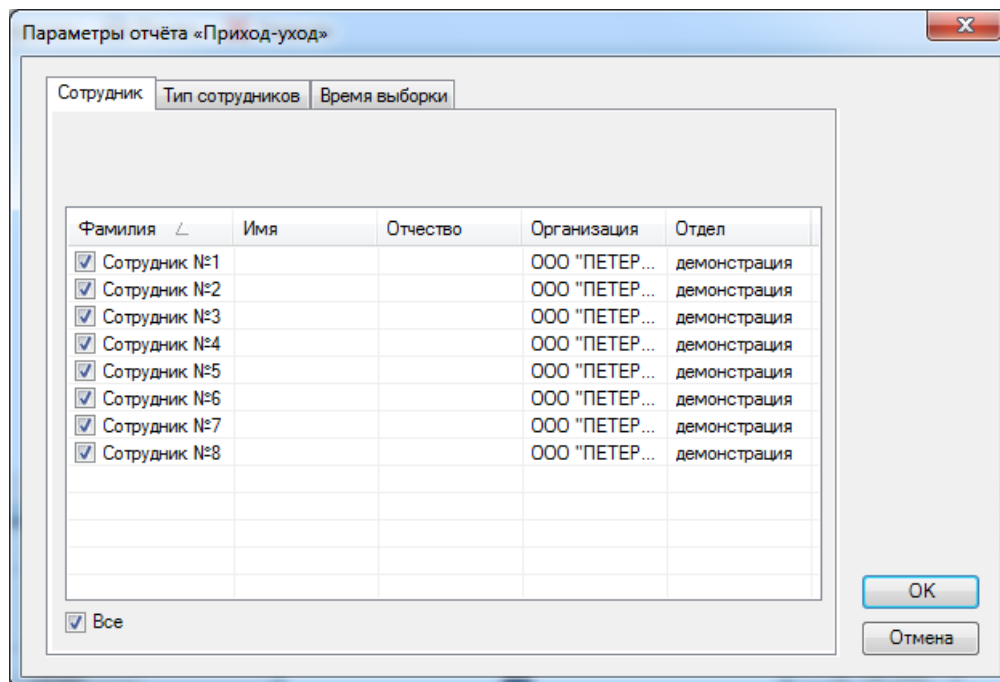 Параметры отчёта «Приход-уход»
Сотрудник Тип сотрудников Время выборки
Фамилия Имя Отчество Организация Отдел
Сотрудник №1 ООО "ПЕТЕР... демонстрация
Сотрудник №2 ООО "ПЕТЕР... демонстрация
Сотрудник №3 ООО "ПЕТЕР... демонстрация
Сотрудник №4 ООО "ПЕТЕР... демонстрация
Сотрудник №5 ООО "ПЕТЕР... демонстрация
Сотрудник №6 ООО "ПЕТЕР... демонстрация
Сотрудник №7 ООО "ПЕТЕР... демонстрация
Сотрудник №8 ООО "ПЕТЕР... демонстрация
Все
OK
Отмена